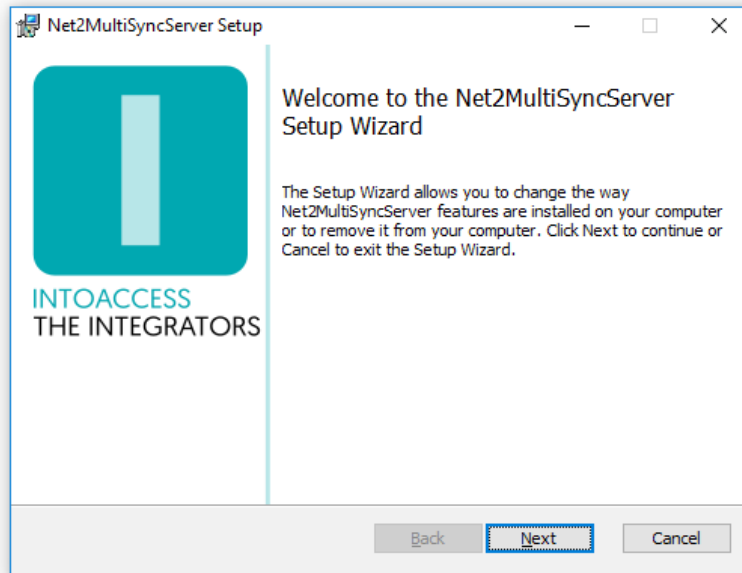 Net2MultiSyncServer Setup
Welcome to the Net2MultiSyncServer
Setup Wizard
The Setup Wizard allows you to change the way
Net2MultiSyncServer features are installed on your computer
or to remove it from your computer. Click Next to continue or
Cancel to exit the Setup Wizard.
INTOACCESS
THE INTEGRATORS
Back
Next
Cancel